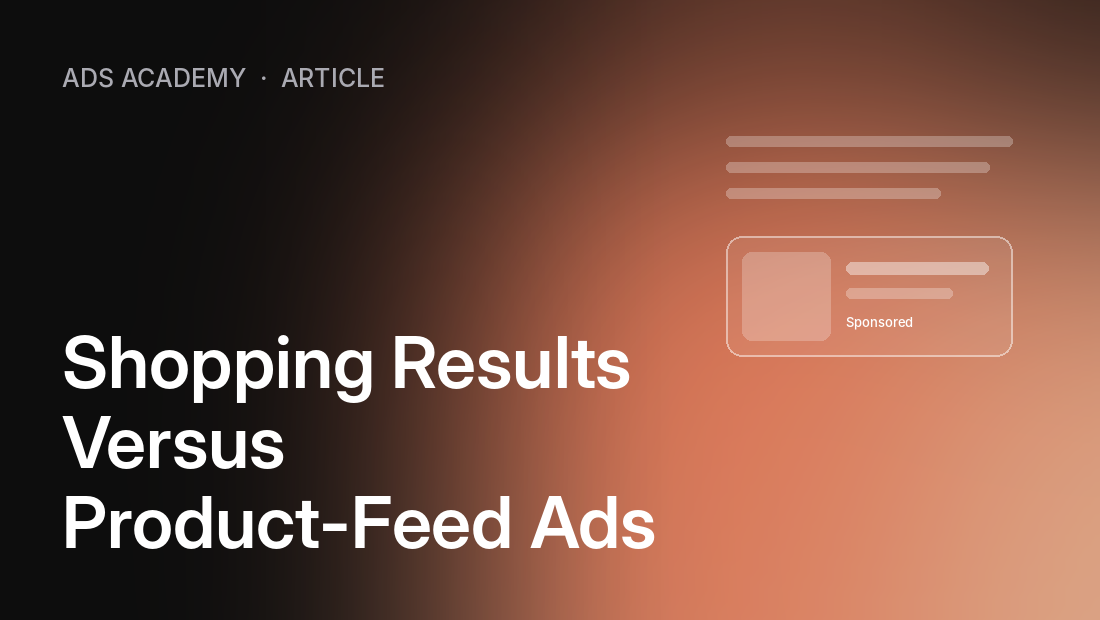 ADS ACADEMY · ARTICLE
Sponsored
Shopping Results
Versus
Product-Feed Ads